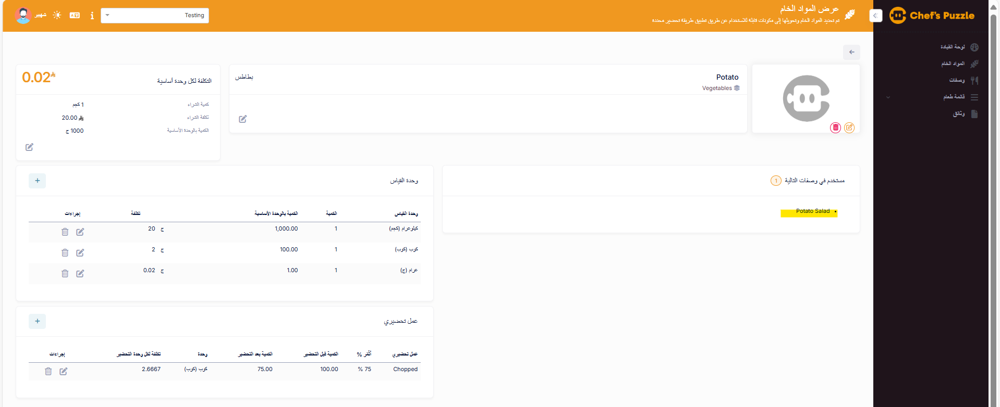 Chef's Puzzle
لوحة القيادة
المواد الخام
وصفات
قائمة طعام
وثائق
عرض المواد الخام
تم تحديد المواد الخام وتحويلها إلى مكونات قابلة للاستخدام عن طريق تطبيق طريقة تحضير محددة
Testing
شهير
Potato
بطاطس
Vegetables
التكلفة لكل وحدة أساسية
0.02
كمية الشراء 1 كجم
تكلفة الشراء 20.00
الكمية بالوحدة الأساسية 1000 ج
مستخدم في وصفات التالية 1
• Potato Salad
وحدة القياس
+
وحدة القياس الكمية الكمية بالوحدة الأساسية تكلفة إجراءات
كيلوغرام (كجم) 1 1,000.00 ج 20
كوب (كوب) 1 100.00 ج 2
غرام (ج) 1 1.00 ج 0.02
عمل تحضيري
+
عمل تحضيري أثمر % الكمية قبل التحضير الكمية بعد التحضير وحدة تكلفة لكل وحدة التحضير إجراءات
Chopped 75 % 100.00 75.00 كوب (كوب) 2.6667